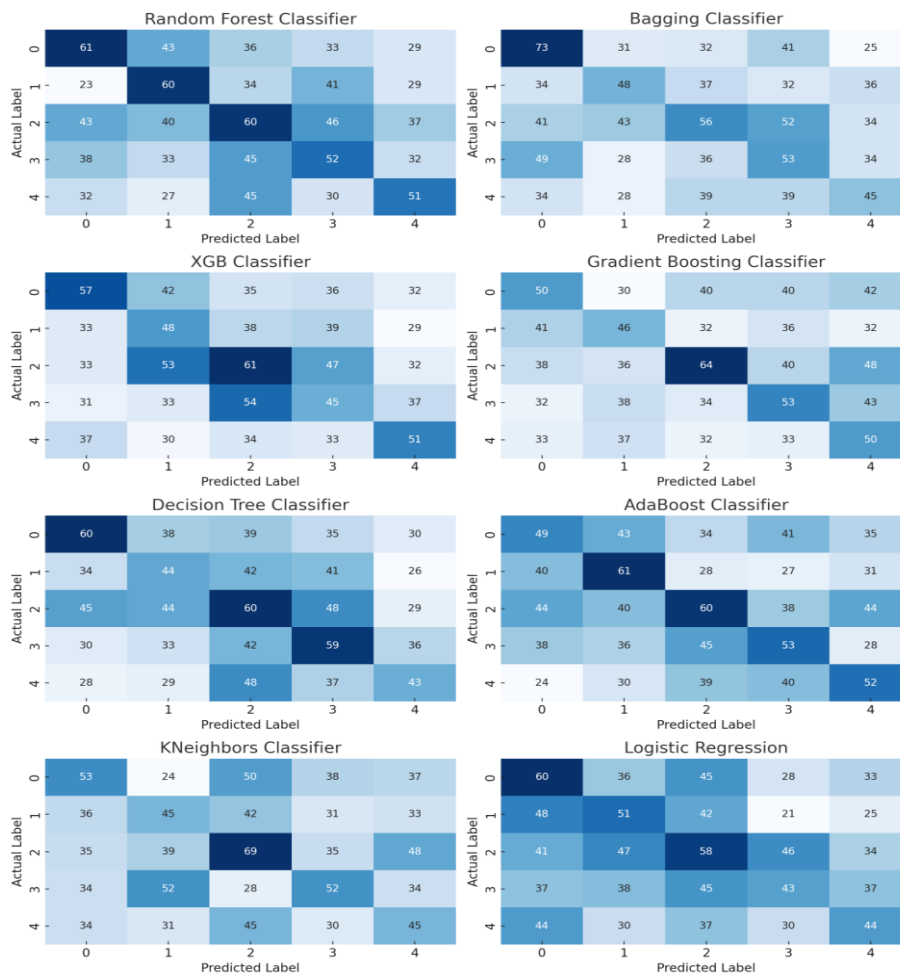 Random Forest Classifier
Actual Label
0 61 43 36 33 29
1 23 60 34 41 29
2 43 40 60 46 37
3 38 33 45 52 32
4 32 27 45 30 51
0 1 2 3 4
Predicted Label
Bagging Classifier
Actual Label
0 73 31 32 41 25
1 34 48 37 32 36
2 41 43 56 52 34
3 49 28 36 53 34
4 34 28 39 39 45
0 1 2 3 4
Predicted Label
XGB Classifier
Actual Label
0 57 42 35 36 32
1 33 48 38 39 29
2 33 53 61 47 32
3 31 33 54 45 37
4 37 30 34 33 51
0 1 2 3 4
Predicted Label
Gradient Boosting Classifier
Actual Label
0 50 30 40 40 42
1 41 46 32 36 32
2 38 36 64 40 48
3 32 38 34 53 43
4 33 37 32 33 50
0 1 2 3 4
Predicted Label
Decision Tree Classifier
Actual Label
0 60 38 39 35 30
1 34 44 42 41 26
2 45 44 60 48 29
3 30 33 42 59 36
4 28 29 48 37 43
0 1 2 3 4
Predicted Label
AdaBoost Classifier
Actual Label
0 49 43 34 41 35
1 40 61 28 27 31
2 44 40 60 38 44
3 38 36 45 53 28
4 24 30 39 40 52
0 1 2 3 4
Predicted Label
KNeighbors Classifier
Actual Label
0 53 24 50 38 37
1 36 45 42 31 33
2 35 39 69 35 48
3 34 52 28 52 34
4 34 31 45 30 45
0 1 2 3 4
Predicted Label
Logistic Regression
Actual Label
0 60 36 45 28 33
1 48 51 42 21 25
2 41 47 58 46 34
3 37 38 45 43 37
4 44 30 37 30 44
0 1 2 3 4
Predicted Label